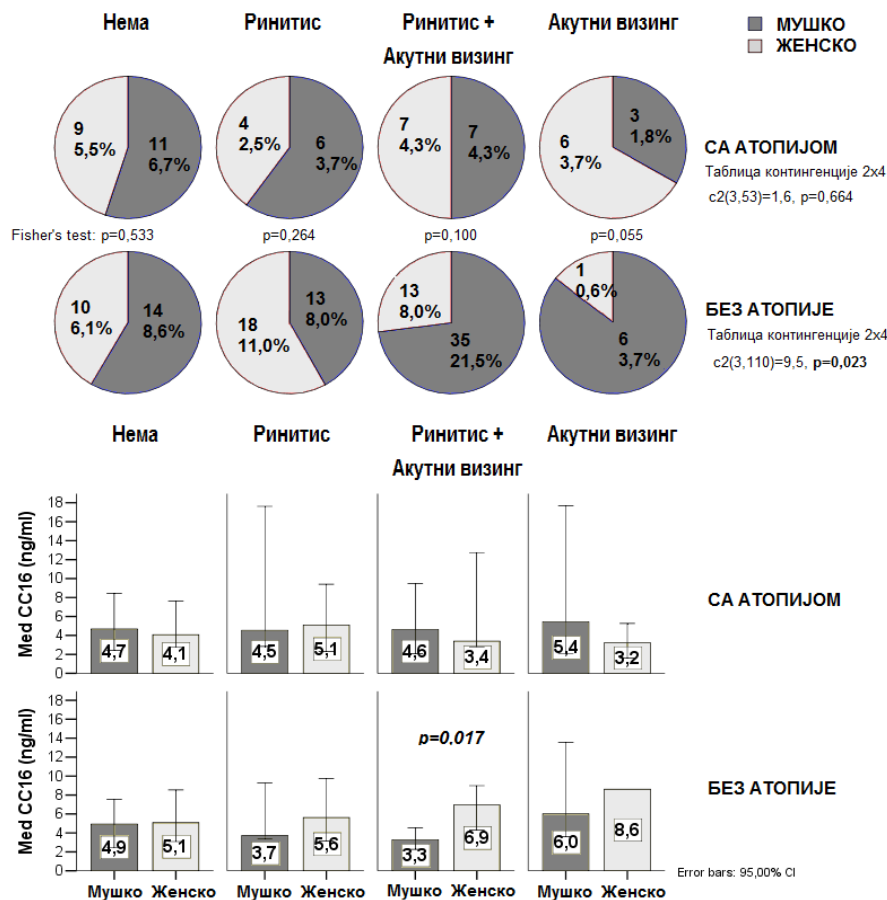 Нема
Ринитис
Ринитис +
Акутни визинг
Акутни визинг
МУШКО
ЖЕНСКО
9
5,5%
11
6,7%
4
2,5%
6
3,7%
7
4,3%
7
4,3%
6
3,7%
3
1,8%
СА АТОПИЈОМ
Таблица контингенције 2x4
c2(3,53)=1,6, p=0,664
Fisher's test: p=0,533
p=0,264
p=0,100
p=0,055
10
6,1%
14
8,6%
18
11,0%
13
8,0%
13
8,0%
35
21,5%
1
0,6%
6
3,7%
БЕЗ АТОПИЈЕ
Таблица контингенције 2x4
c2(3,110)=9,5, p=0,023
Нема
Ринитис
Ринитис +
Акутни визинг
Акутни визинг
Med CC16 (ng/ml)
18
16
14
12
10
8
6
4
2
0
4,7
4,1
4,5
5,1
4,6
3,4
5,4
3,2
СА АТОПИЈОМ
Med CC16 (ng/ml)
18
16
14
12
10
8
6
4
2
0
p=0,017
4,9
5,1
3,7
5,6
3,3
6,9
6,0
8,6
БЕЗ АТОПИЈЕ
Error bars: 95,00% CI
Мушко Женско
Мушко Женско
Мушко Женско
Мушко Женско